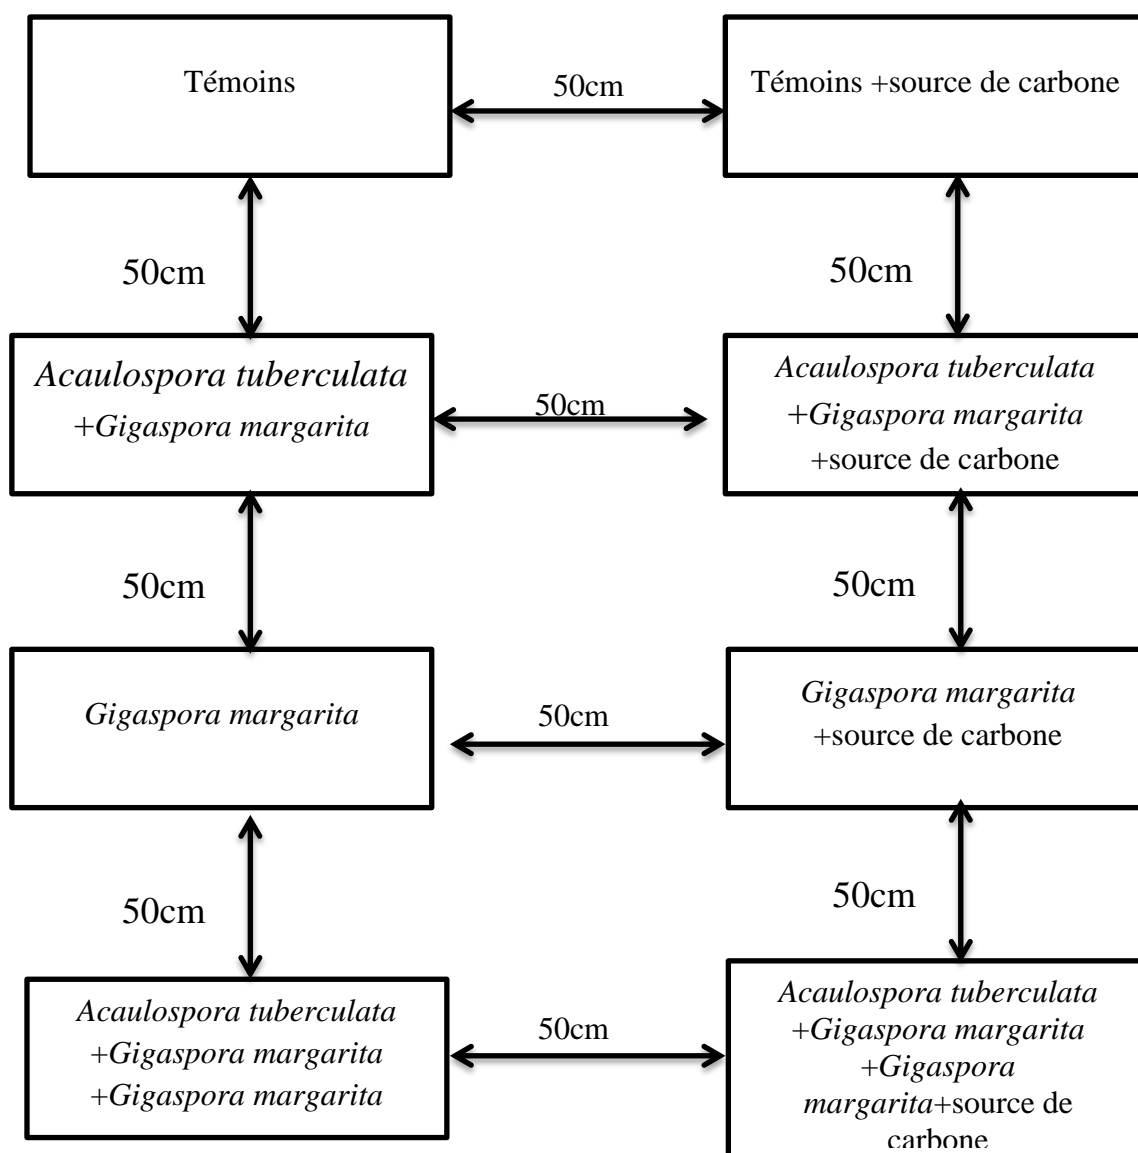 Témoins
50cm
Témoins +source de carbone
50cm
50cm
Acaulospora tuberculata
+Gigaspora margarita
50cm
Acaulospora tuberculata
+Gigaspora margarita
+source de carbone
50cm
50cm
Gigaspora margarita
50cm
Gigaspora margarita
+source de carbone
50cm
50cm
Acaulospora tuberculata
+Gigaspora margarita
+Gigaspora margarita
50cm
Acaulospora tuberculata
+Gigaspora margarita
+Gigaspora
margarita+source de
carbone